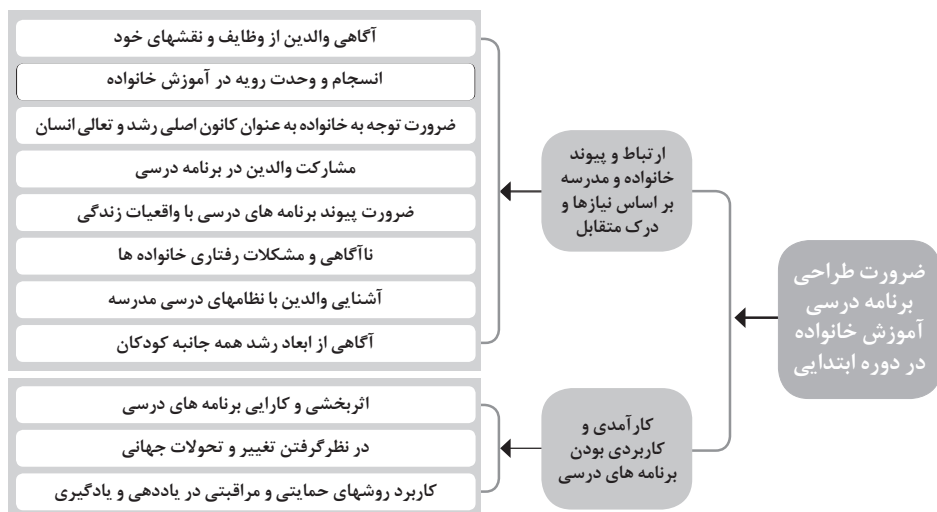 ضرورت طراحی
برنامه درسی
آموزش خانواده
در دوره ابتدایی
ارتباط و پیوند
خانواده و مدرسه
بر اساس نیازها و
درک متقابل
آگاهی والدین از وظایف و نقشهای خود
انسجام و وحدت رویه در آموزش خانواده
ضرورت توجه به خانواده به عنوان کانون اصلی رشد و تعالی انسان
مشارکت والدین در برنامه درسی
ضرورت پیوند برنامه های درسی با واقعیات زندگی
ناآگاهی و مشکلات رفتاری خانواده ها
آشنایی والدین با نظامهای درسی مدرسه
آگاهی از ابعاد رشد همه جانبه کودکان
کارآمدی و
کاربردی بودن
برنامه های درسی
اثربخشی و کارایی برنامه های درسی
در نظرگرفتن تغییر و تحولات جهانی
کاربرد روشهای حمایتی و مراقبتی در یاددهی و یادگیری